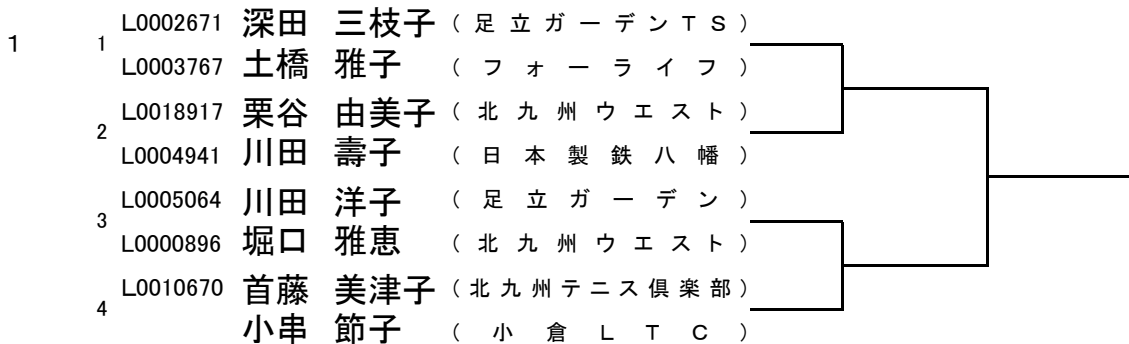 1 1 L0002671 深田 三枝子 (足立ガーデンTS)
L0003767 土橋 雅子 (フォーライフ)
2 L0018917 栗谷 由美子 (北九州ウエスト)
L0004941 川田 壽子 (日本製鉄八幡)
3 L0005064 川田 洋子 (足立ガーデン)
L0000896 堀口 雅恵 (北九州ウエスト)
4 L0010670 首藤 美津子 (北九州テニス倶楽部)
小串 節子 (小倉LTC)